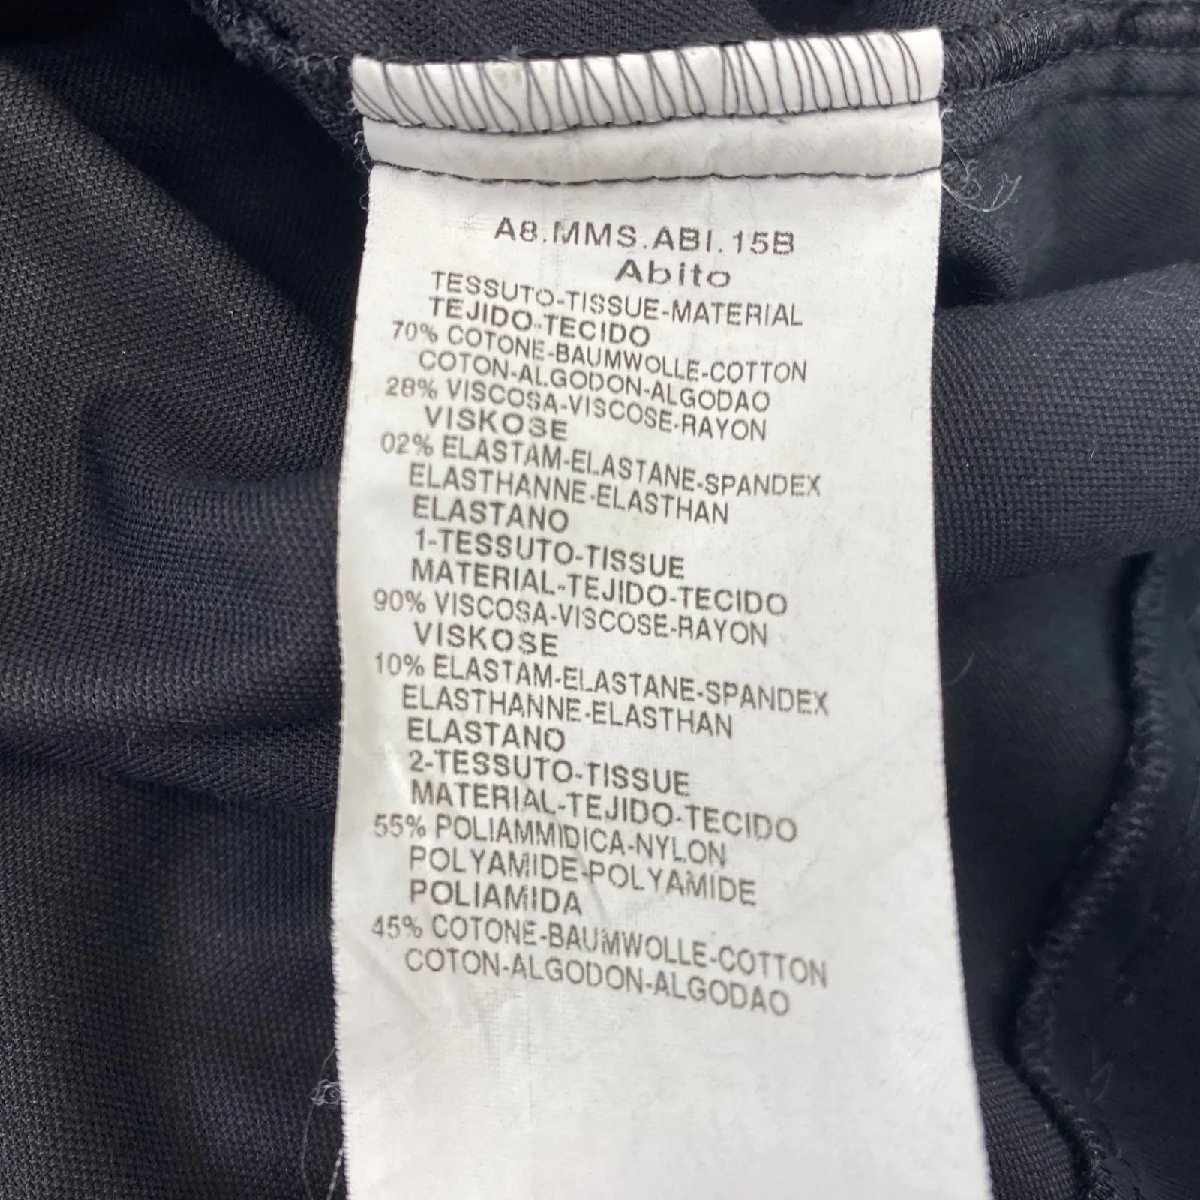 A8.MMS.ABI.15B
Abito
TESSUTO-TISSUE-MATERIAL
TEJIDO-TECIDO
70% COTONE-BAUMWOLLE-COTTON
COTON-ALGODON-ALGODAO
28% VISCOSA-VISCOSE-RAYON
VISKOSE
02% ELASTAM-ELASTANE-SPANDEX
ELASTHANNE-ELASTHAN
ELASTANO
1-TESSUTO-TISSUE
MATERIAL-TEJIDO-TECIDO
90% VISCOSA-VISCOSE-RAYON
VISKOSE
10% ELASTAM-ELASTANE-SPANDEX
ELASTHANNE-ELASTHAN
ELASTANO
2-TESSUTO-TISSUE
MATERIAL-TEJIDO-TECIDO
55% POLIAMMIDICA-NYLON
POLYAMIDE-POLYAMIDE
POLIAMIDA
45% COTONE-BAUMWOLLE-COTTON
COTON-ALGODON-ALGODAO